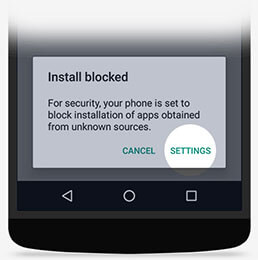 Install blocked
For security, your phone is set to
block installation of apps obtained
from unknown sources.
CANCEL SETTINGS